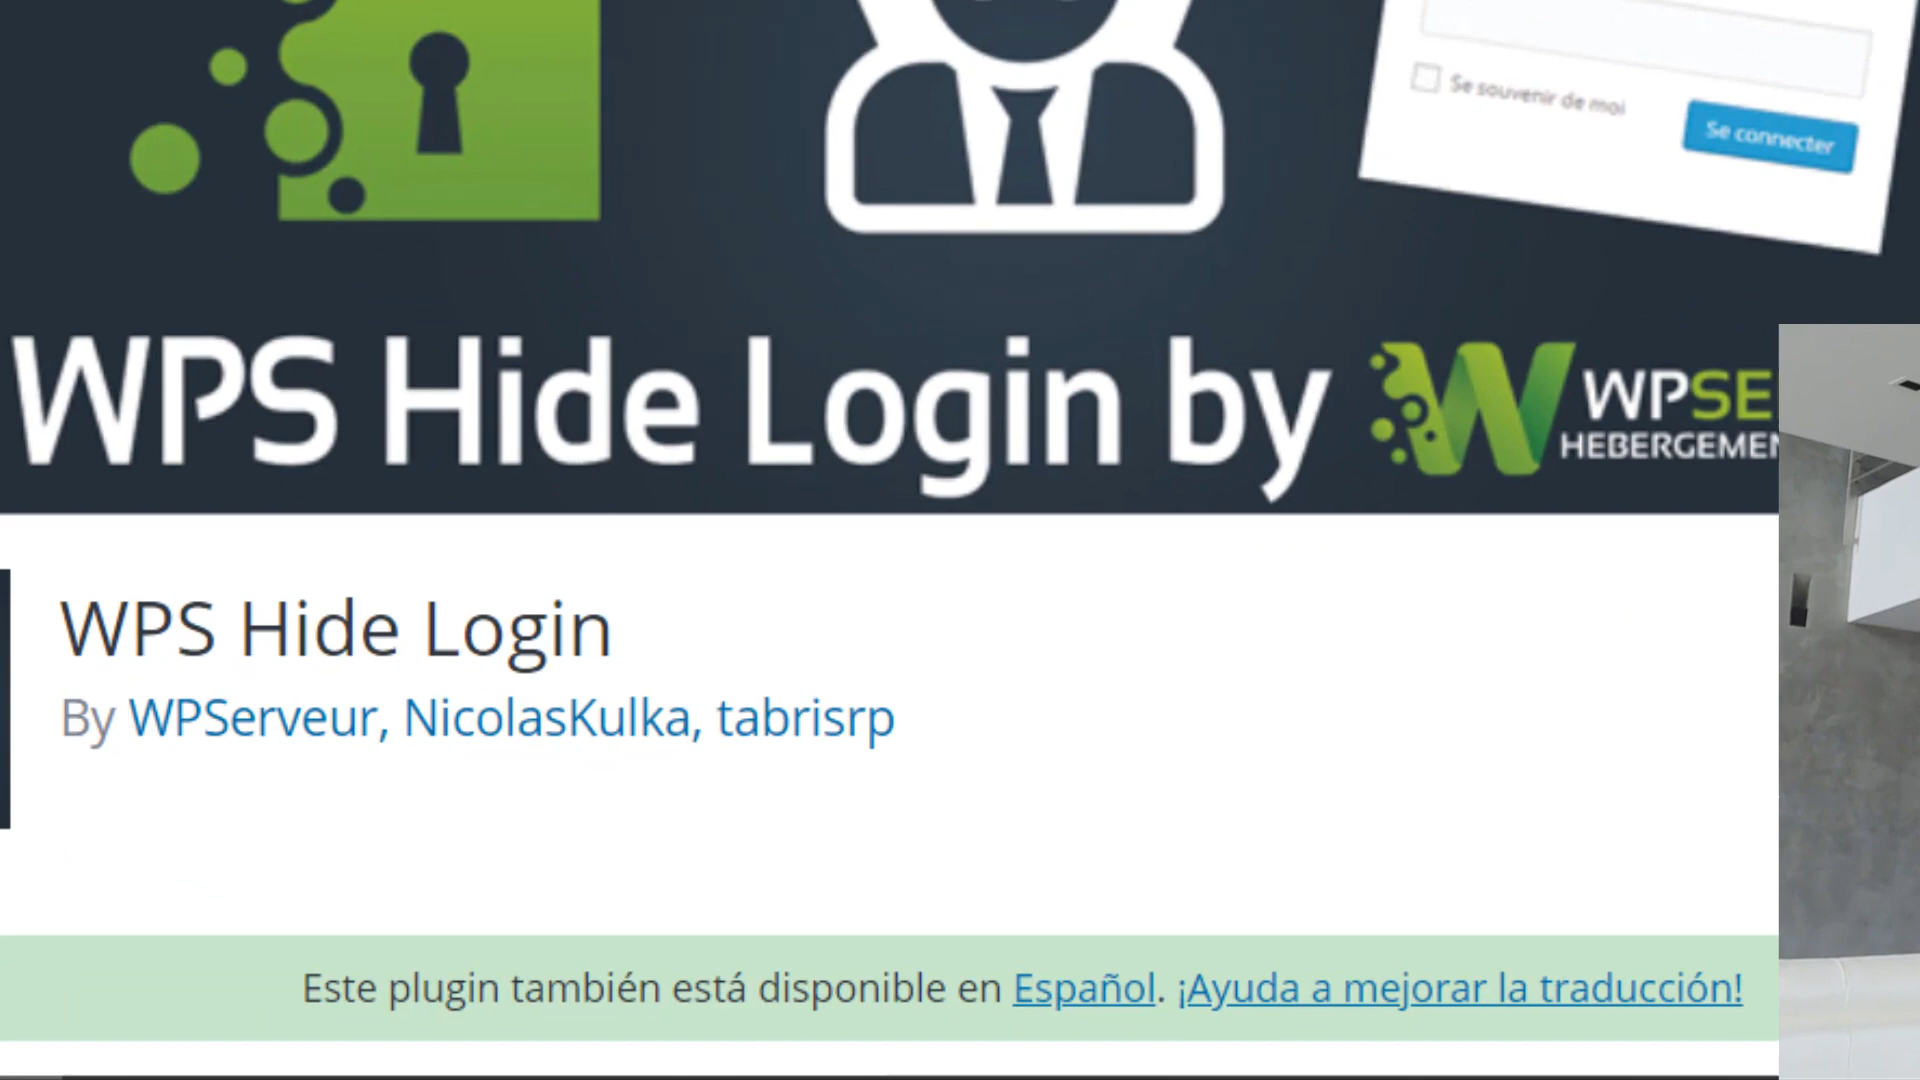 Se souvenir de moi
Se connecter
WPS Hide Login by
WPSE
HEBERGEMEN
WPS Hide Login
By WPServeur, NicolasKulka, tabrisrp
Este plugin también está disponible en Español. ¡Ayuda a mejorar la traducción!